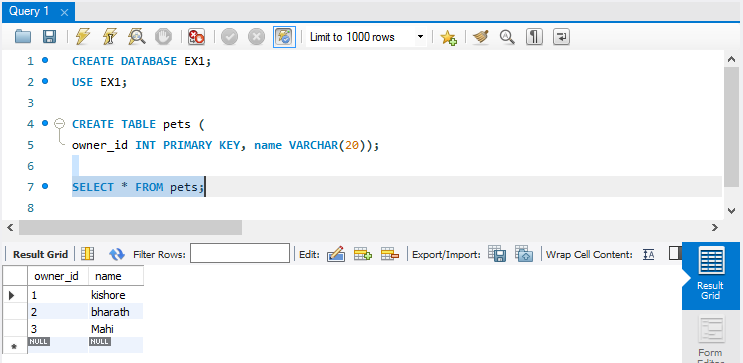 Query 1
Limit to 1000 rows
1 CREATE DATABASE EX1;
2 USE EX1;
3
4 CREATE TABLE pets (
5 owner_id INT PRIMARY KEY, name VARCHAR(20));
6
7 SELECT * FROM pets;
8
Result Grid Filter Rows: Edit: Export/Import: Wrap Cell Content:
owner_id name
1 kishore
2 bharath
3 Mahi
NULL NULL
Result
Grid
Form
Editor